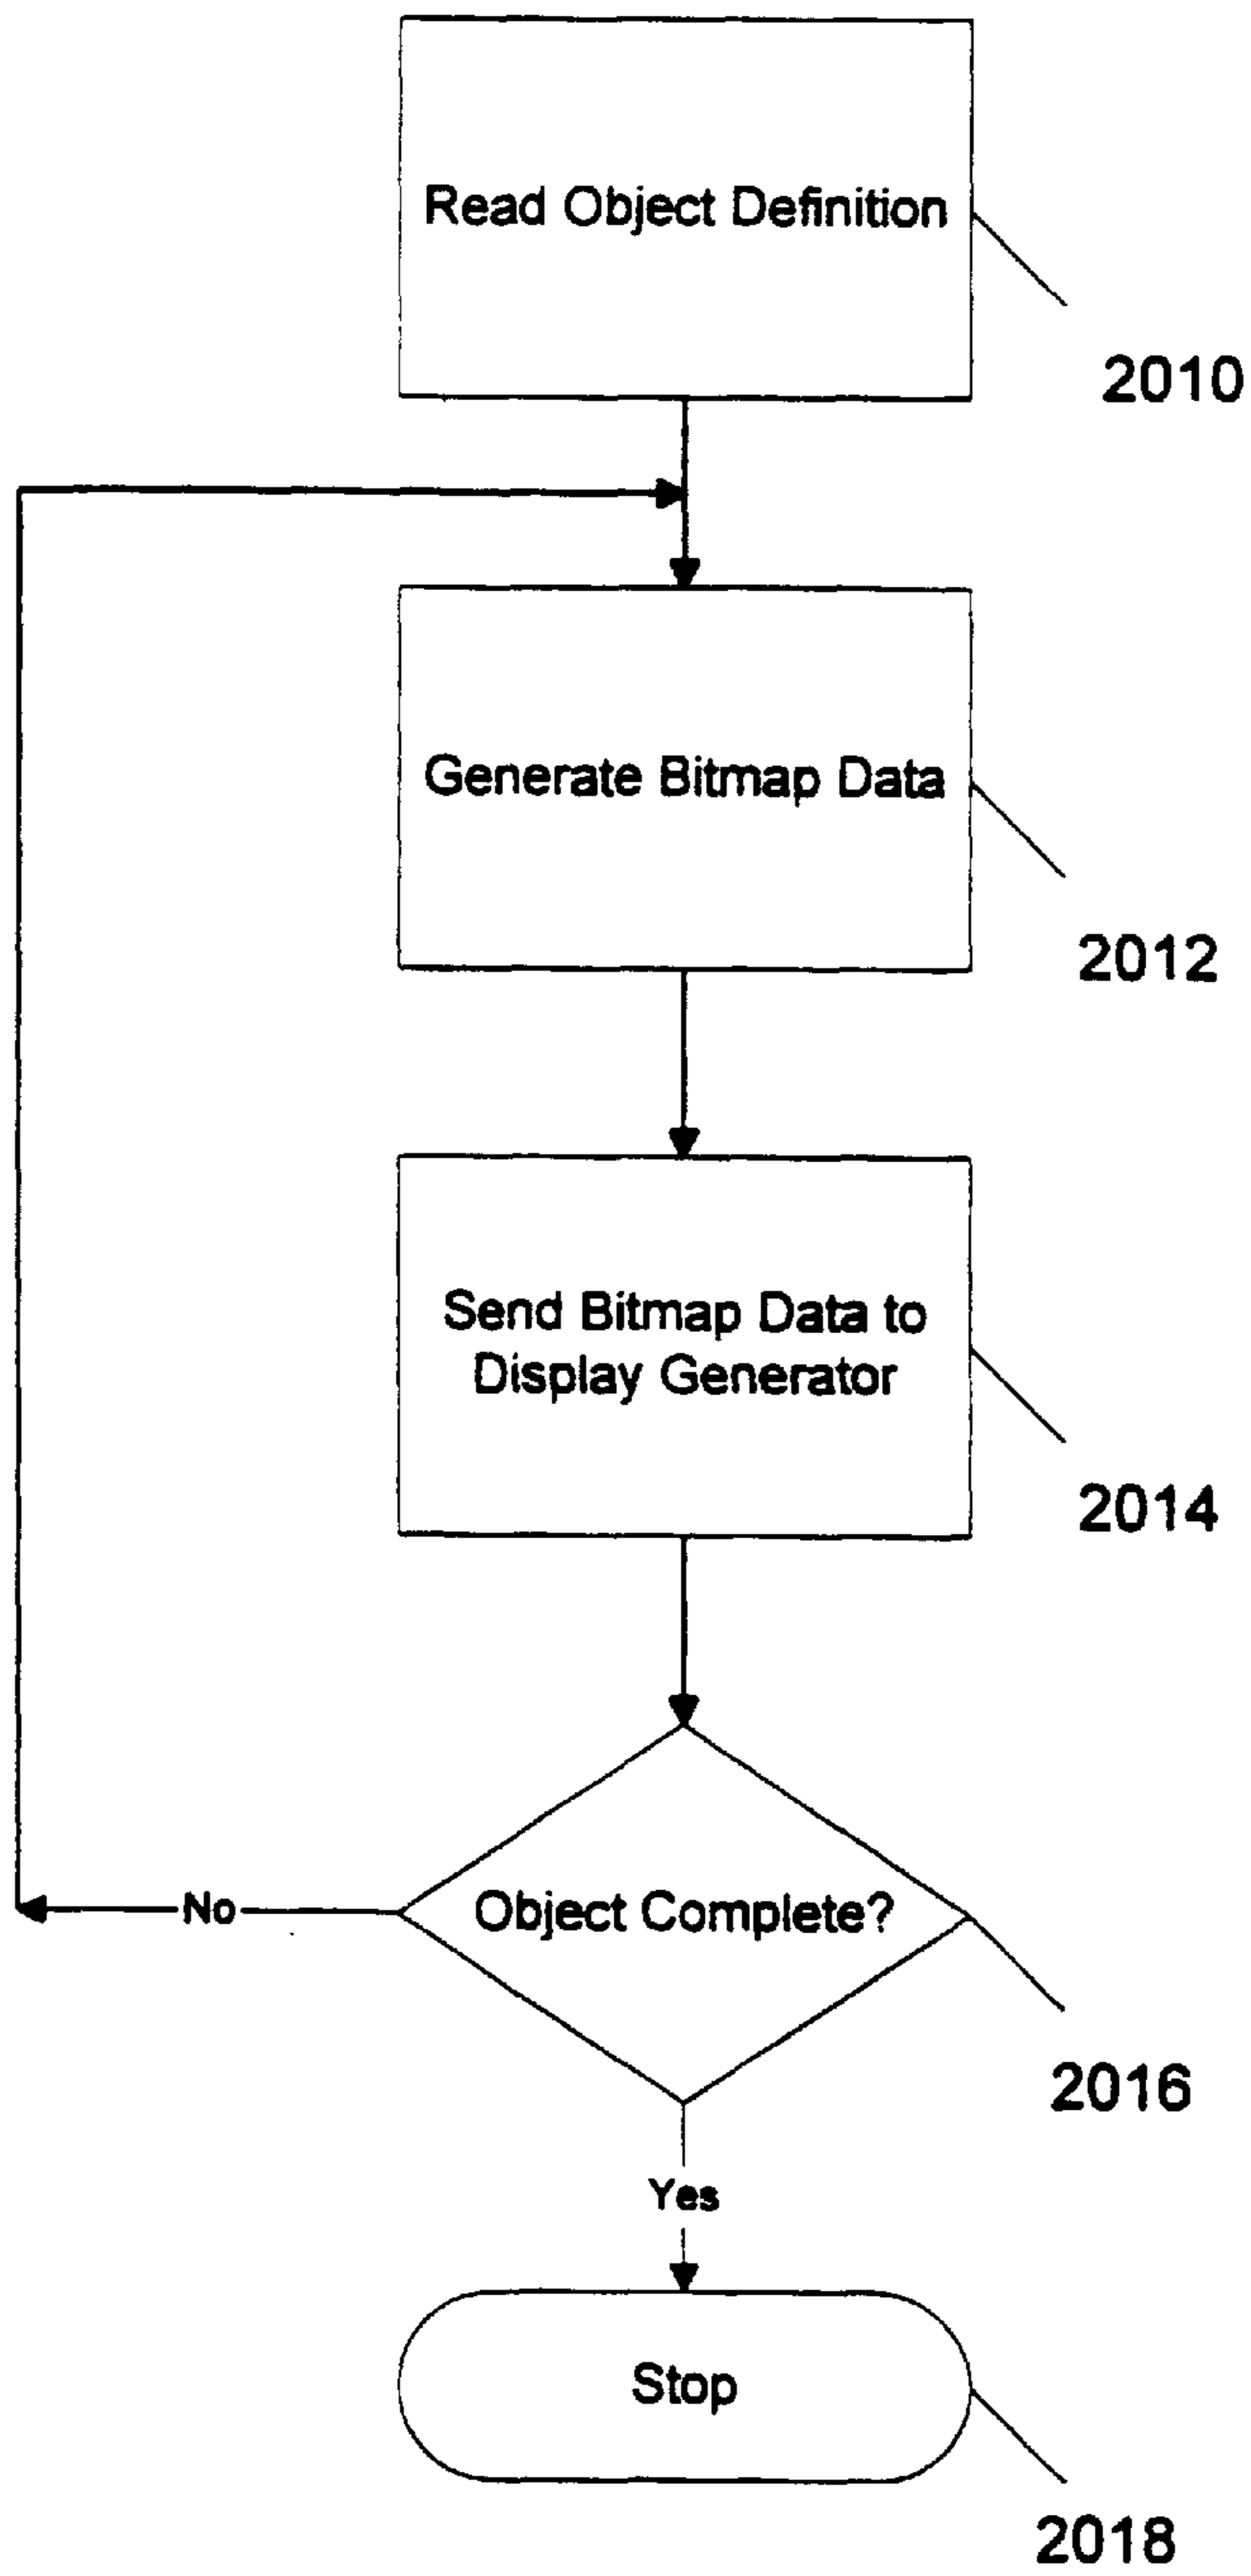 Read Object Definition
2010
Generate Bitmap Data
2012
Send Bitmap Data to
Display Generator
2014
Object Complete?
No
2016
Yes
Stop
2018